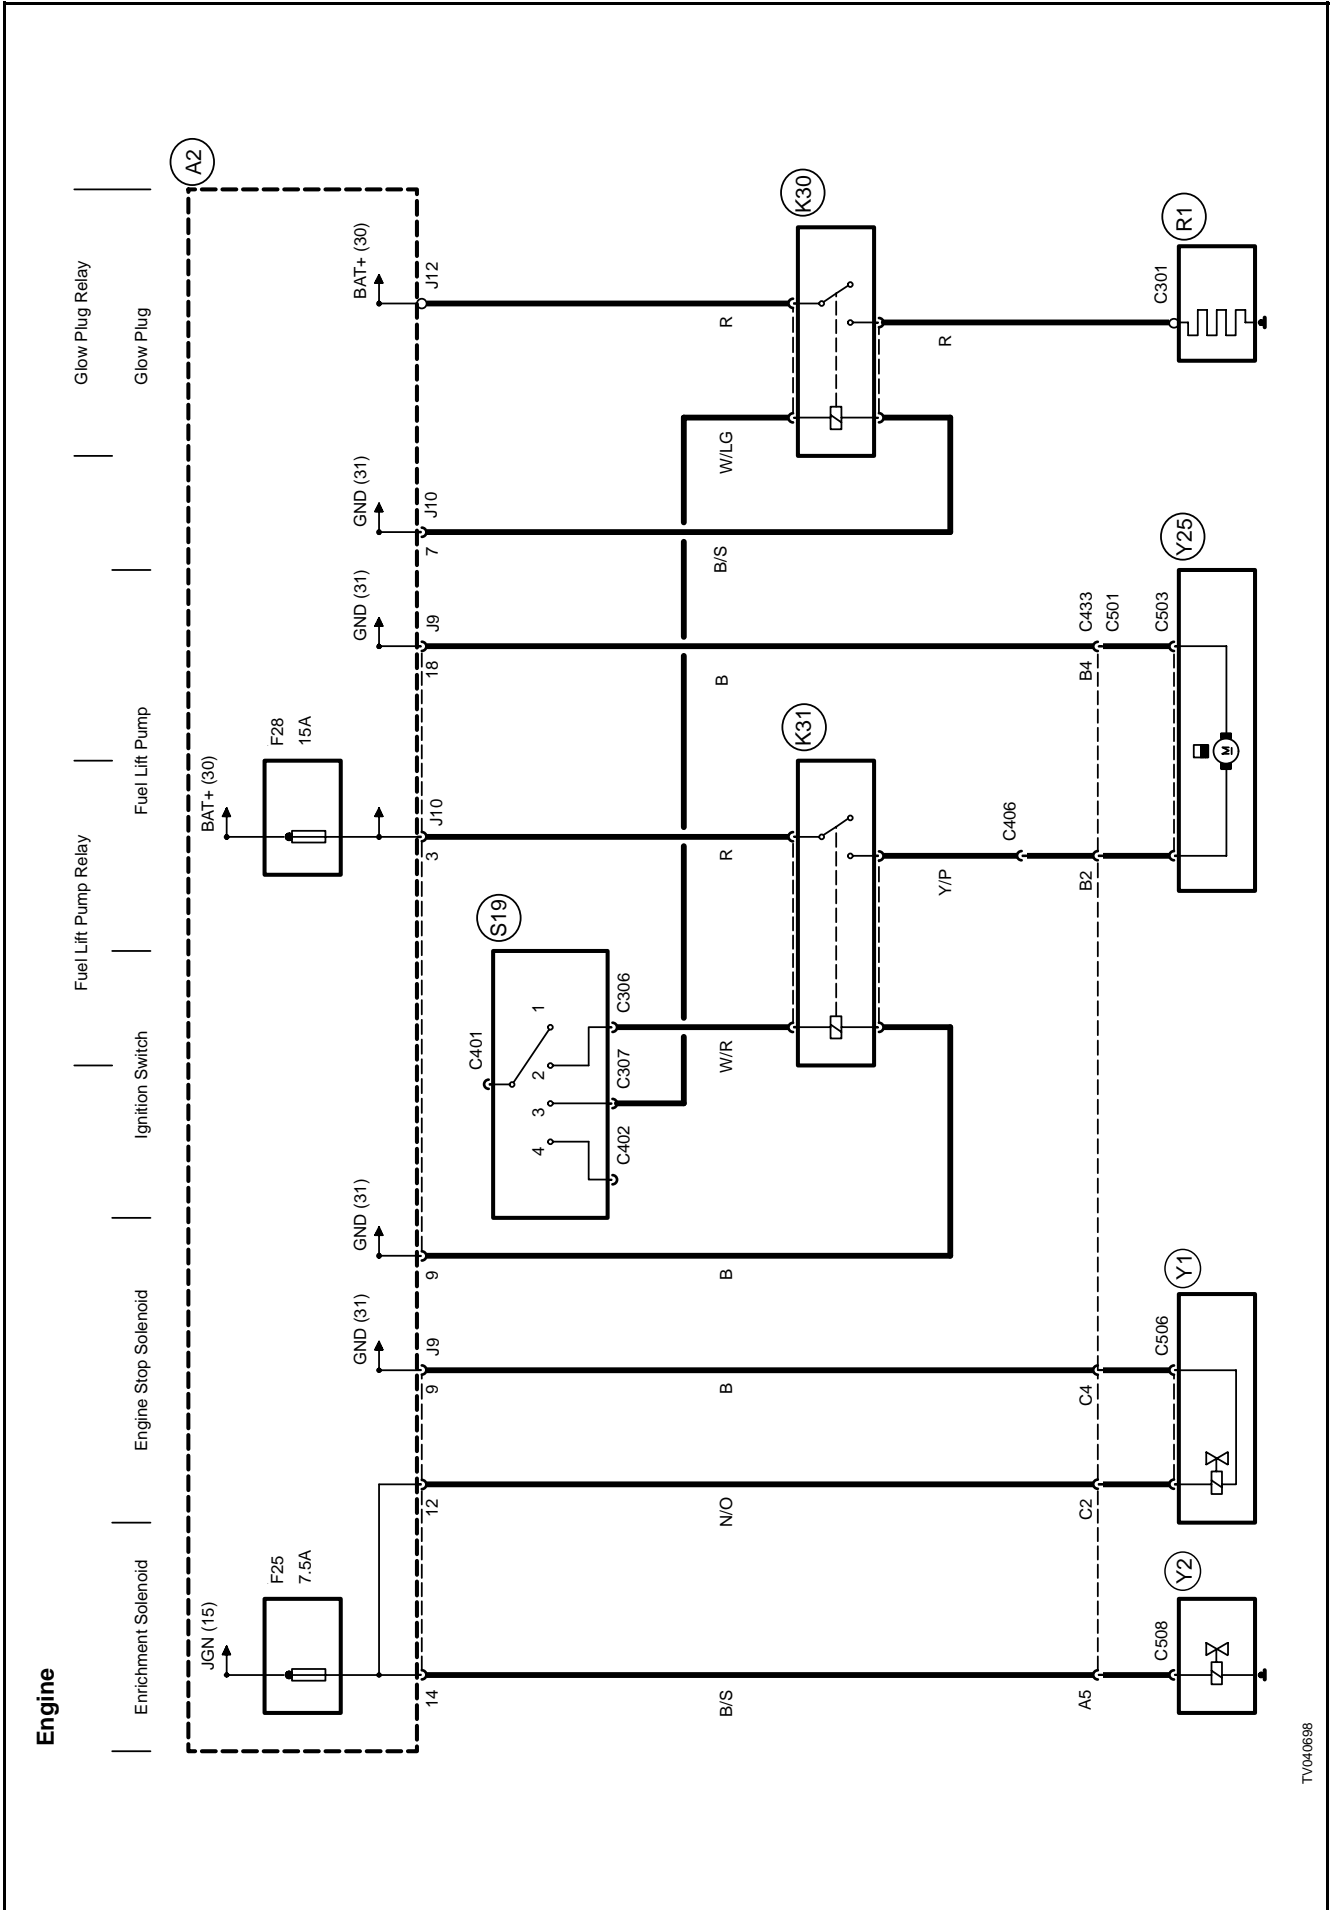 Engine
Enrichment Solenoid
Engine Stop Solenoid
Ignition Switch
Fuel Lift Pump Relay
Fuel Lift Pump
Glow Plug Relay
Glow Plug
A2
JGN (15)
F25
7.5A
BAT+ (30)
F28
15A
GND (31)
GND (31)
GND (31)
GND (31)
BAT+ (30)
14
12
9
J9
9
3
J10
18
J9
7
J10
J12
S19
C401
4
3
2
1
C402
C307
C306
B/S
N/O
B
B
W/R
R
B
B/S
W/LG
R
K31
K30
Y/P
R
C406
A5
C2
C4
B2
B4
C433
C501
C508
Y2
C506
Y1
C503
Y25
M
C301
R1
TV040698